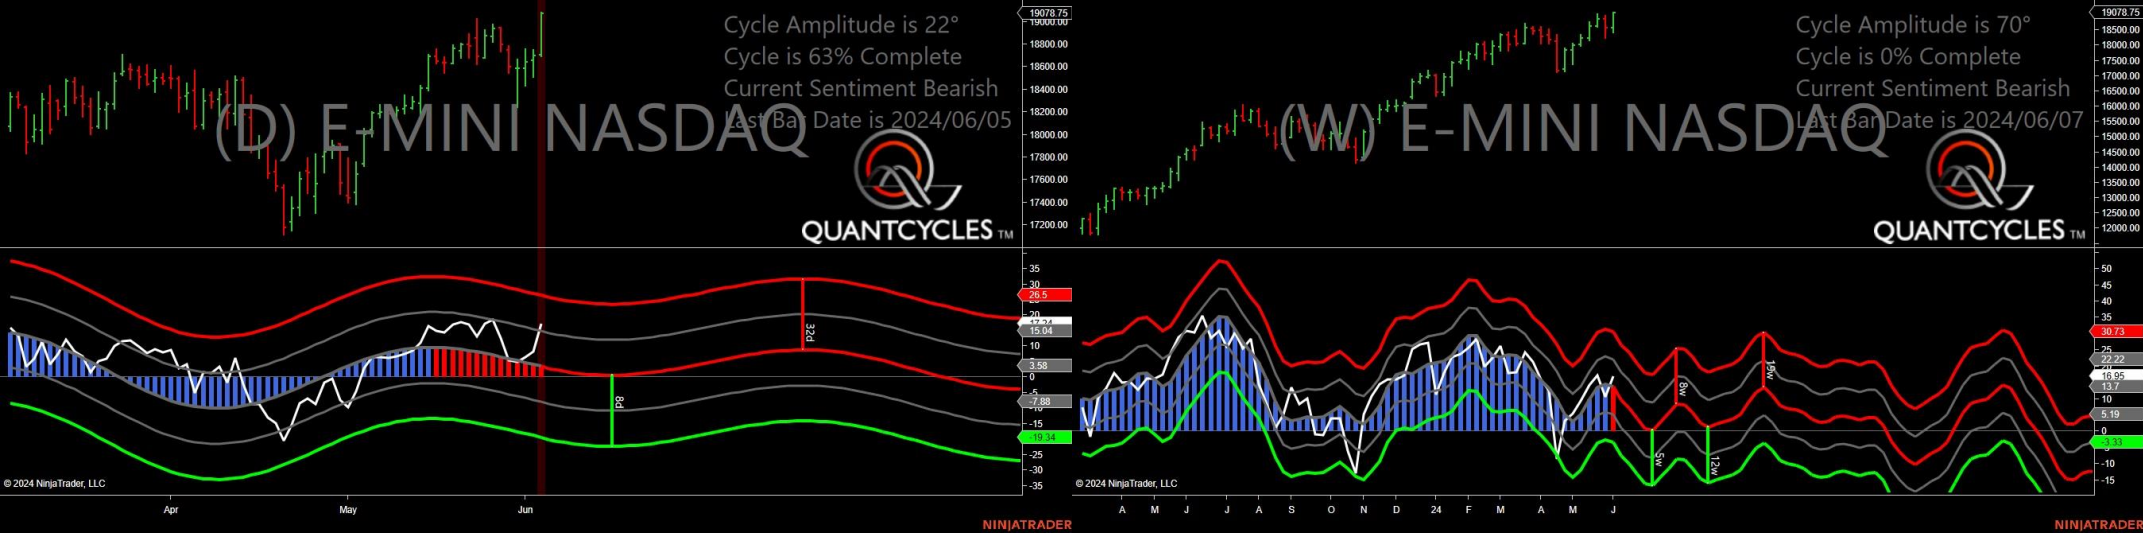 Cycle Amplitude is 22°
Cycle is 63% Complete
Current Sentiment Bearish
Last Bar Date is 2024/06/05
(D) E-MINI NASDAQ
QUANTCYCLES TM
19078.75
19000.00
18800.00
18600.00
18400.00
18200.00
18000.00
17800.00
17600.00
17400.00
17200.00
35
30
26.5
20
15.04
10
3.58
0
-5
-7.88
-15
-19.34
-25
-30
-35
32d
8d
© 2024 NinjaTrader, LLC
Apr
May
Jun
NINJATRADER
Cycle Amplitude is 70°
Cycle is 0% Complete
Current Sentiment Bearish
Last Bar Date is 2024/06/07
(W) E-MINI NASDAQ
QUANTCYCLES TM
19078.75
18500.00
18000.00
17500.00
17000.00
16500.00
16000.00
15500.00
15000.00
14500.00
14000.00
13500.00
13000.00
12500.00
12000.00
50
45
40
35
30.73
25
22.22
16.95
13.7
10
5.19
0
-3.33
-10
-15
8w
5w
12w
© 2024 NinjaTrader, LLC
A
M
J
J
A
S
O
N
D
24
F
M
A
M
J
NINJATRADER